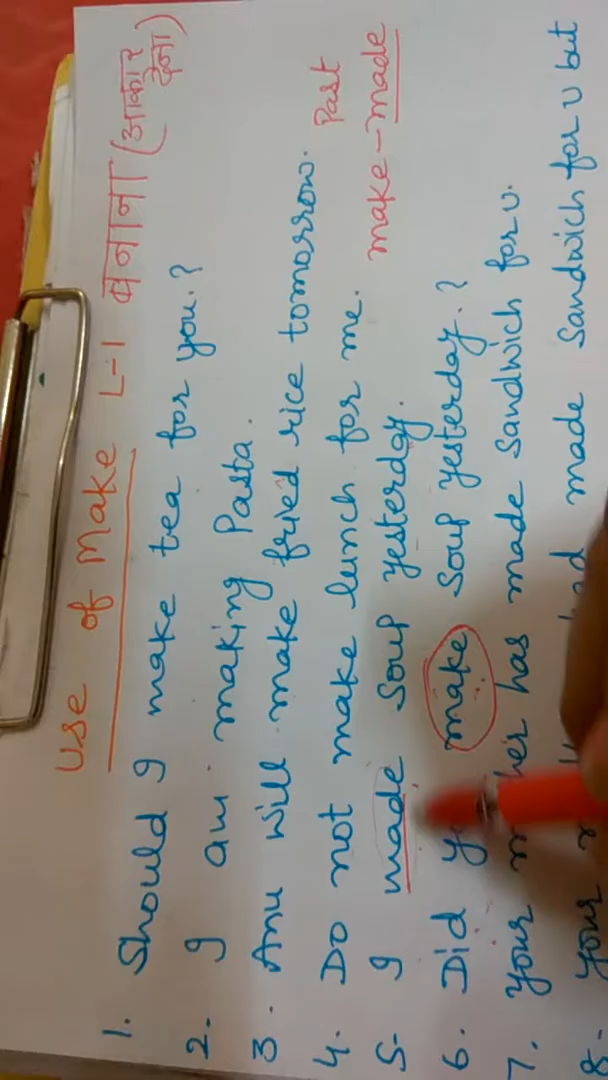 Use of Make L-1 बनाना (आकार देना)
1. Should I make tea for you.?
2. I am making Pasta.
3. Anu will make fried rice tomorrow.
Past
4. Do not make lunch for me. make-made
5. I made Soup yesterday.
6. Did make Soup yesterday.?
7. your has made Sandwich for u.
8. your made Sandwich for u but